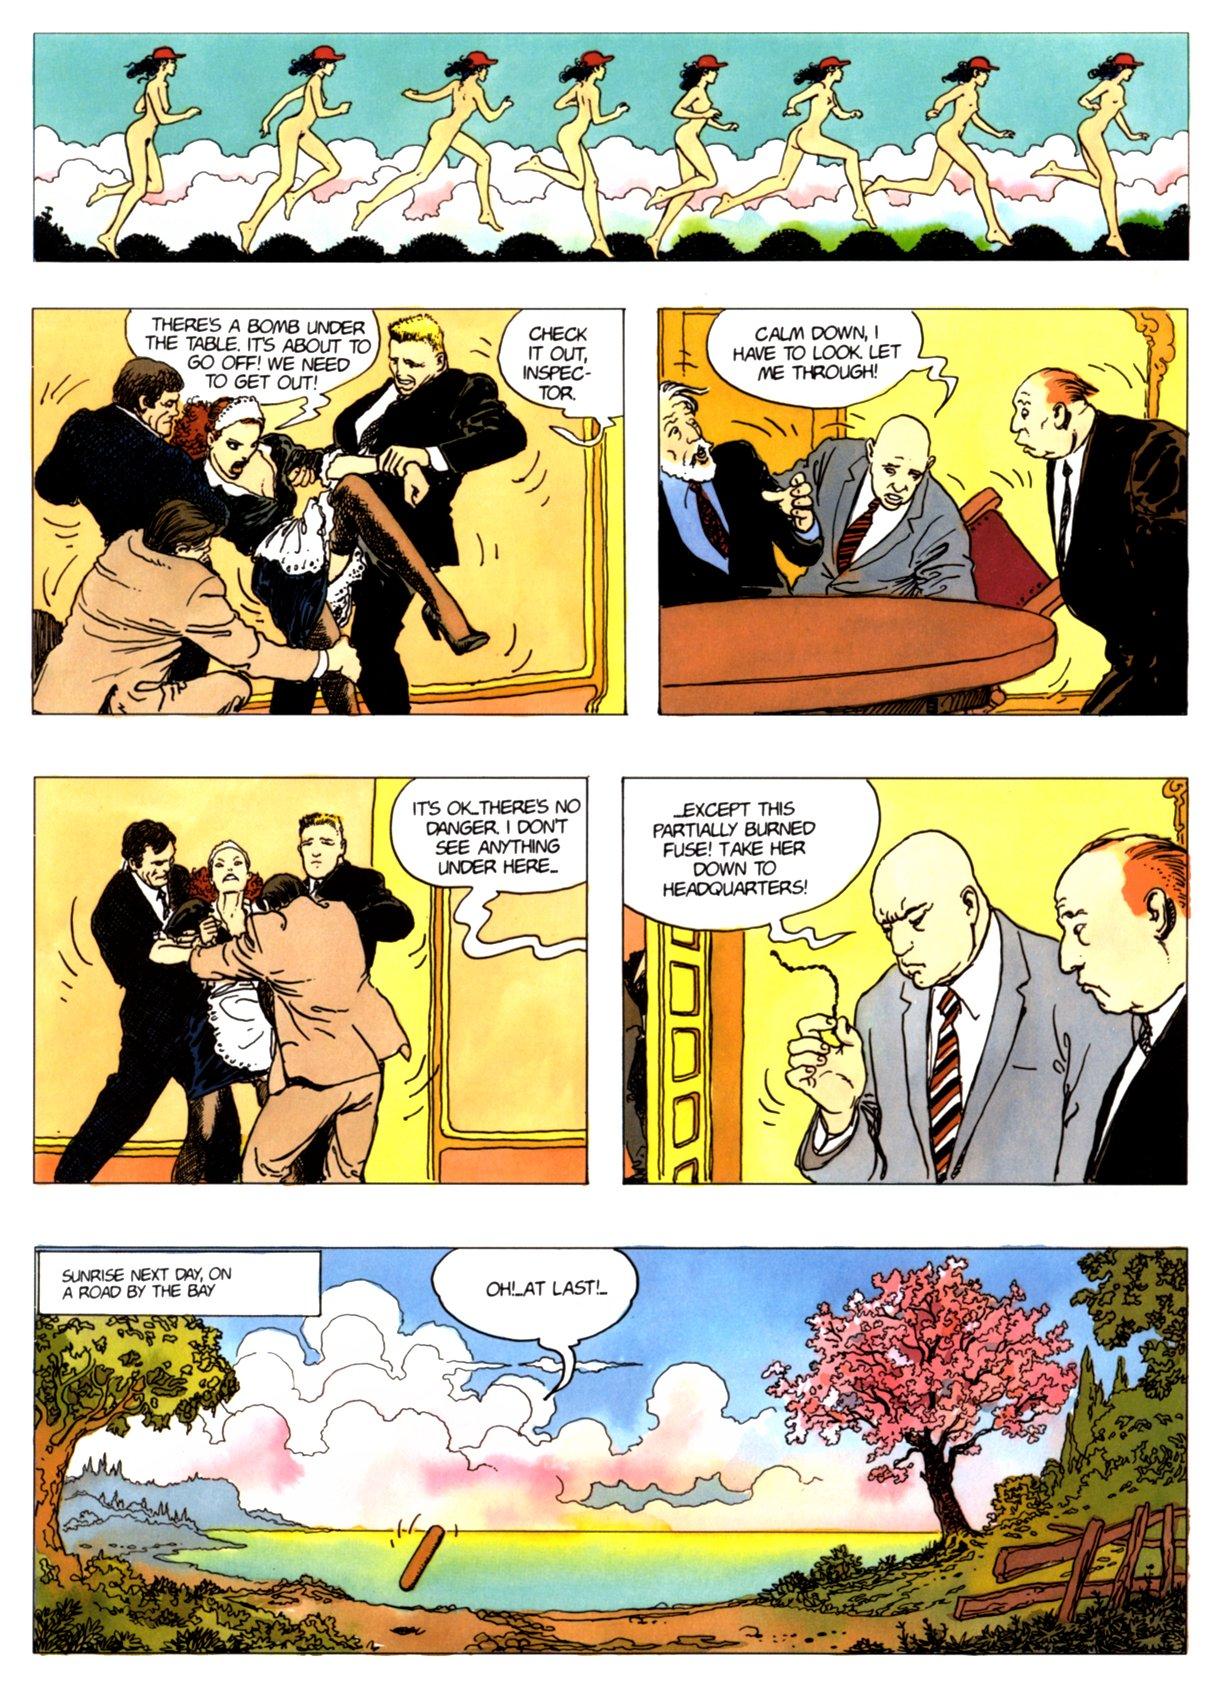 THERE'S A BOMB UNDER
THE TABLE. IT'S ABOUT TO
GO OFF! WE NEED
TO GET OUT!
CHECK
IT OUT,
INSPEC-
TOR.
CALM DOWN, I
HAVE TO LOOK. LET
ME THROUGH!
IT'S OK...THERE'S NO
DANGER. I DON'T
SEE ANYTHING
UNDER HERE...
...EXCEPT THIS
PARTIALLY BURNED
FUSE! TAKE HER
DOWN TO
HEADQUARTERS!
SUNRISE NEXT DAY, ON
A ROAD BY THE BAY
OH!...AT LAST!...